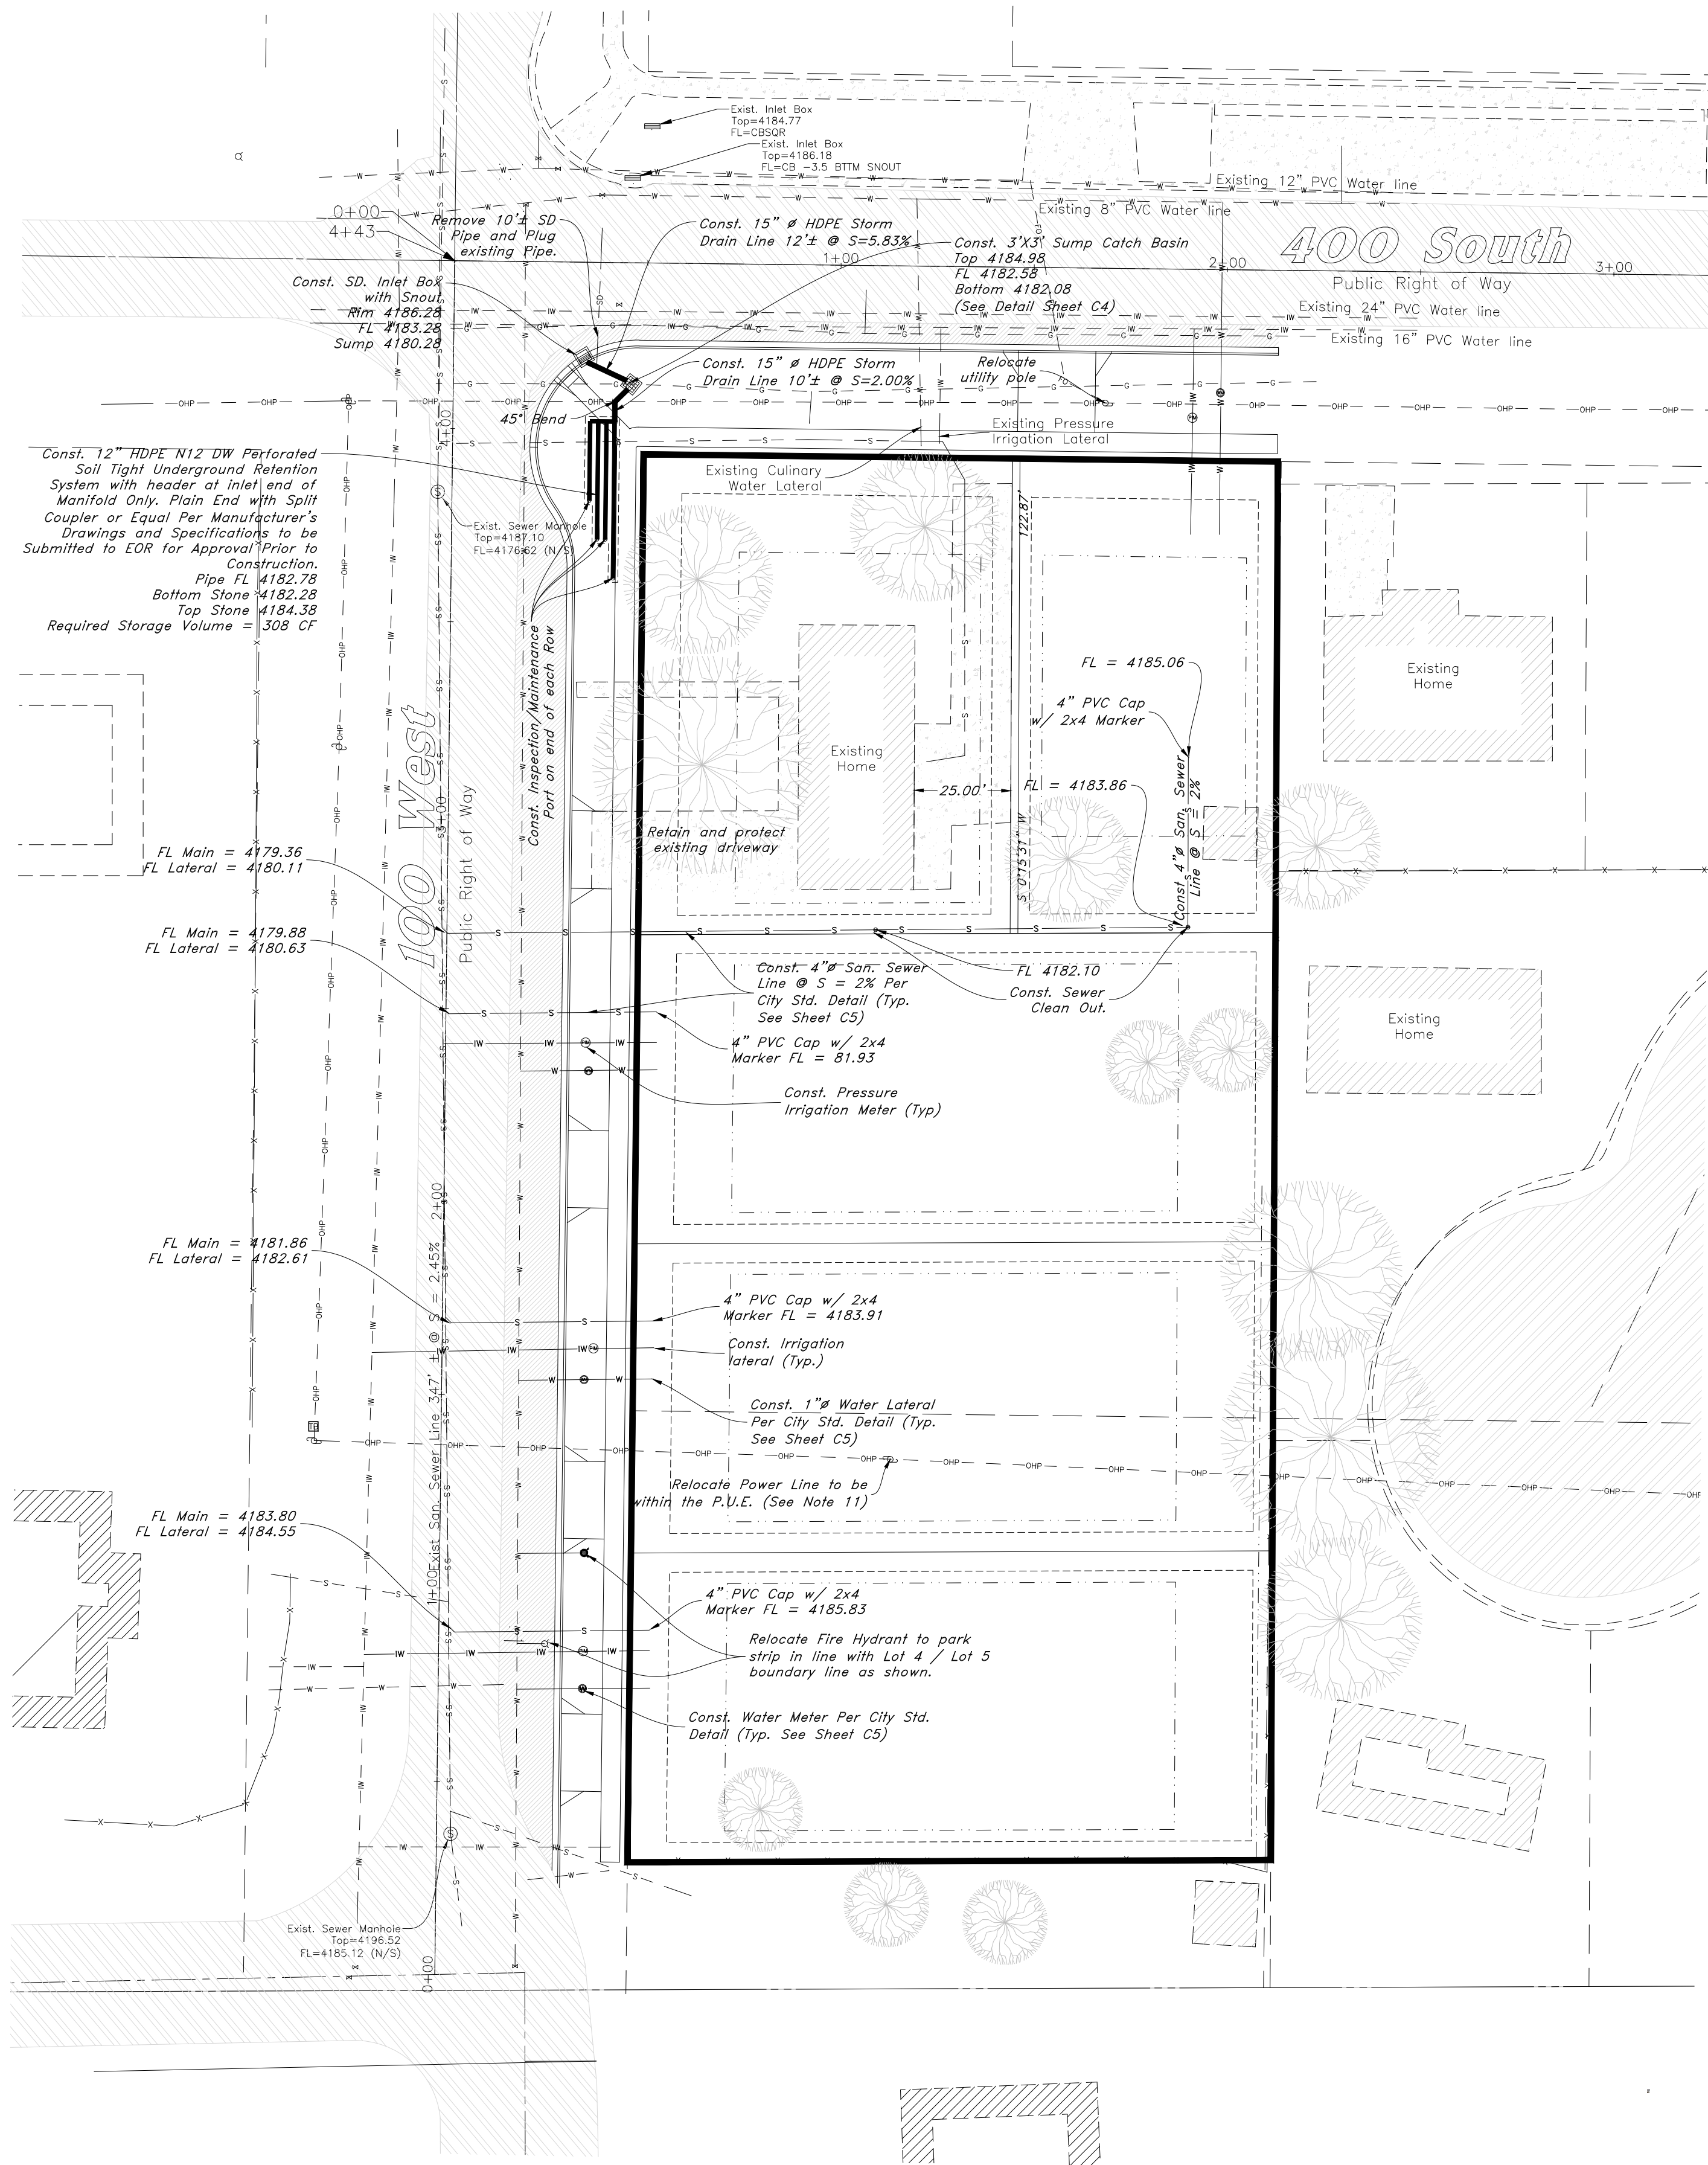 Exist. Inlet Box
Top=4184.77
FL=CBSQR
Exist. Inlet Box
Top=4186.18
FL=CB -3.5 BTTM SNOUT
Existing 12" PVC Water line
Existing 8" PVC Water line
0+00
4+43
Remove 10'± SD
Pipe and Plug
existing Pipe.
Const. 15" Ø HDPE Storm
Drain Line 12'± @ S=5.83%
1+00
Const. 3'X3' Sump Catch Basin
Top 4184.98
FL 4182.58
Bottom 4182.08
(See Detail Sheet C4)
2+00
400 South
3+00
Public Right of Way
Existing 24" PVC Water line
Existing 16" PVC Water line
Const. SD. Inlet Box
with Snout
Rim 4186.28
FL 4183.28
Sump 4180.28
Const. 15" Ø HDPE Storm
Drain Line 10'± @ S=2.00%
Relocate
utility pole
45° Bend
4+00
Existing Pressure
Irrigation Lateral
Existing Culinary
Water Lateral
Const. 12" HDPE N12 DW Perforated
Soil Tight Underground Retention
System with header at inlet end of
Manifold Only. Plain End with Split
Coupler or Equal Per Manufacturer's
Drawings and Specifications to be
Submitted to EOR for Approval Prior to
Construction.
Pipe FL 4182.78
Bottom Stone 4182.28
Top Stone 4184.38
Required Storage Volume = 308 CF
Exist. Sewer Manhole
Top=4187.10
FL=4176.62 (N/S)
122.87'
Const. Inspection/Maintenance
Port on end of each Row
FL = 4185.06
4" PVC Cap
w/ 2x4 Marker
Existing
Home
Existing
Home
25.00'
FL = 4183.86
Const 4"Ø San. Sewer
Line @ S = 2%
S 0°15'31" W
Retain and protect
existing driveway
100 West
Public Right of Way
3+00
FL Main = 4179.36
FL Lateral = 4180.11
FL Main = 4179.88
FL Lateral = 4180.63
Const. 4"Ø San. Sewer
Line @ S = 2% Per
City Std. Detail (Typ.
See Sheet C5)
FL 4182.10
Const. Sewer
Clean Out.
Existing
Home
4" PVC Cap w/ 2x4
Marker FL = 81.93
Const. Pressure
Irrigation Meter (Typ)
2+00
Exist San. Sewer Line 347' ± @ S = 2.45%
FL Main = 4181.86
FL Lateral = 4182.61
4" PVC Cap w/ 2x4
Marker FL = 4183.91
Const. Irrigation
lateral (Typ.)
Const. 1"Ø Water Lateral
Per City Std. Detail (Typ.
See Sheet C5)
Relocate Power Line to be
within the P.U.E. (See Note 11)
FL Main = 4183.80
FL Lateral = 4184.55
1+00
4" PVC Cap w/ 2x4
Marker FL = 4185.83
Relocate Fire Hydrant to park
strip in line with Lot 4 / Lot 5
boundary line as shown.
Const. Water Meter Per City Std.
Detail (Typ. See Sheet C5)
Exist. Sewer Manhole
Top=4196.52
FL=4185.12 (N/S)
0+00